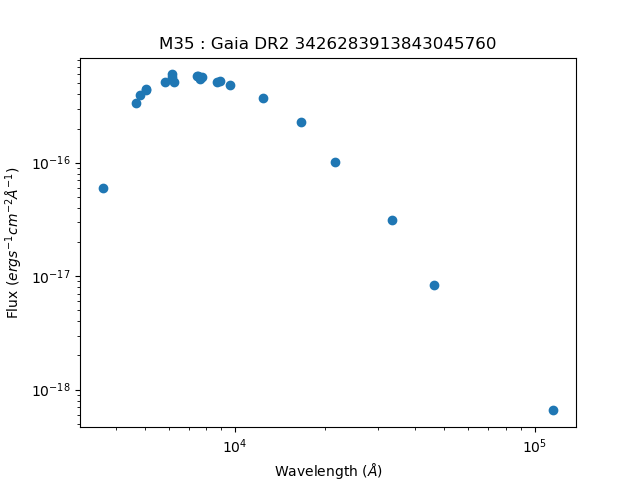 M35 : Gaia DR2 3426283913843045760
Flux (ergs⁻¹cm⁻²Å⁻¹)
10⁻¹⁶
10⁻¹⁷
10⁻¹⁸
10⁴
10⁵
Wavelength (Å)